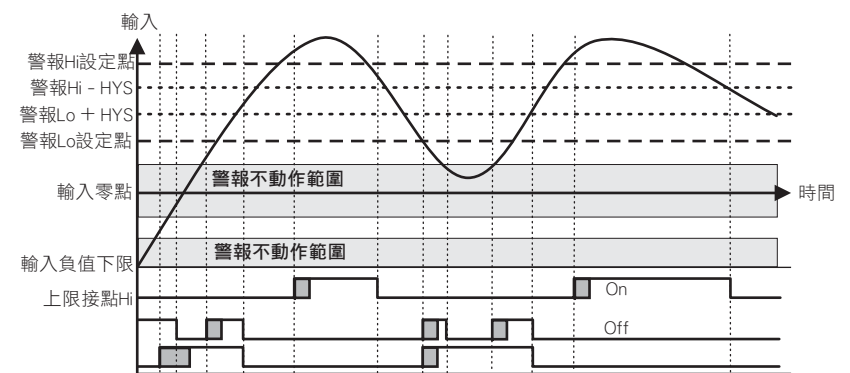 輸入
警報Hi設定點
警報Hi - HYS
警報Lo + HYS
警報Lo設定點
警報不動作範圍
輸入零點
時間
警報不動作範圍
輸入負值下限
上限接點Hi
On
Off